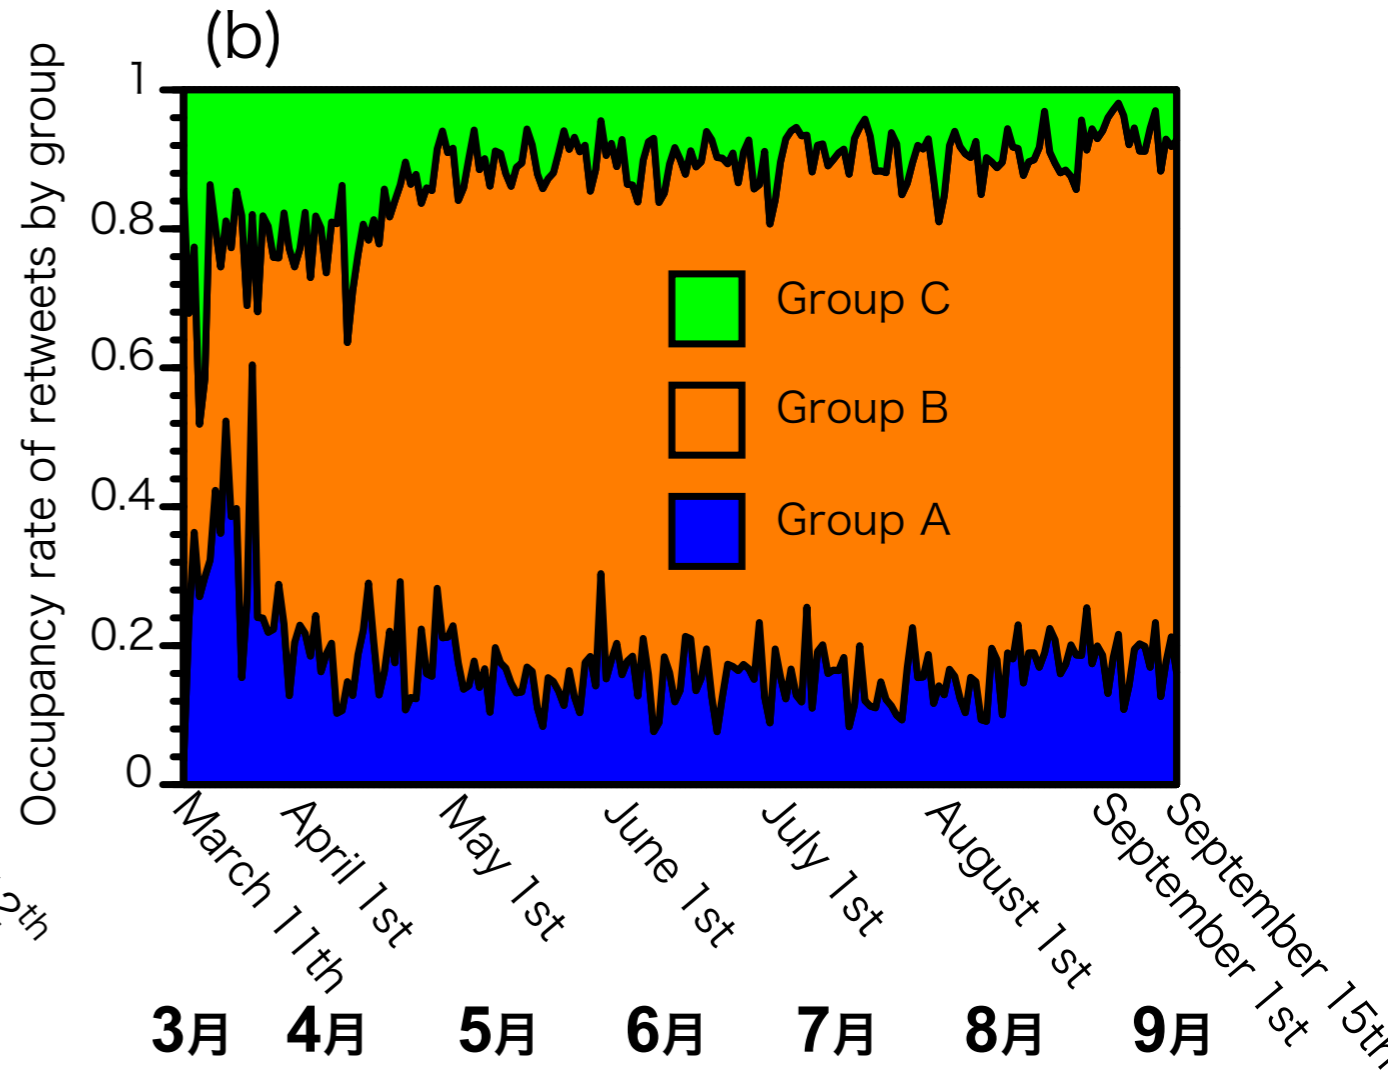 (b)
Occupancy rate of retweets by group
1
0.8
0.6
0.4
0.2
0
Group C
Group B
Group A
March 11th
April 1st
May 1st
June 1st
July 1st
August 1st
September 1st
September 15th
2th
3月 4月 5月 6月 7月 8月 9月